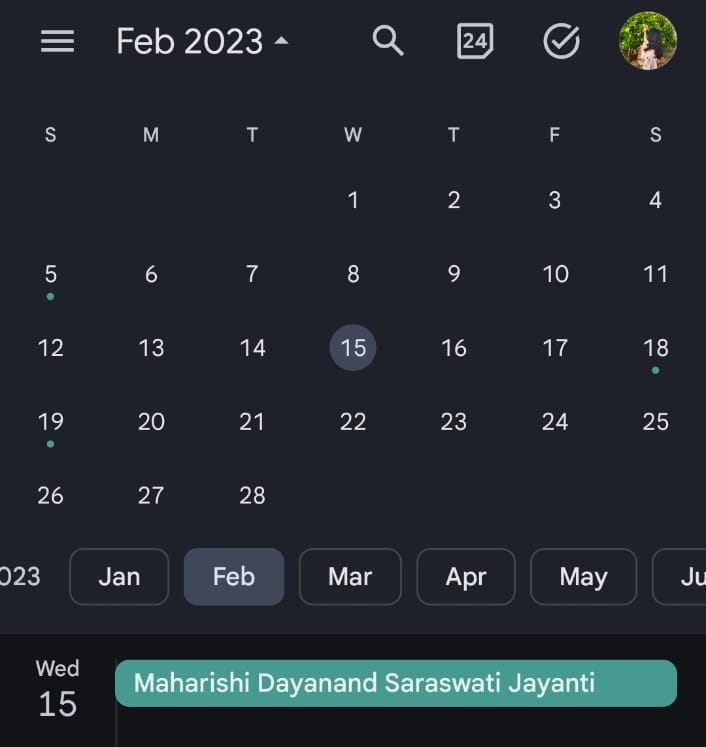 Feb 2023
24
S M T W T F S
1 2 3 4
5 6 7 8 9 10 11
12 13 14 15 16 17 18
19 20 21 22 23 24 25
26 27 28
023 Jan Feb Mar Apr May Ju
Wed
15
Maharishi Dayanand Saraswati Jayanti